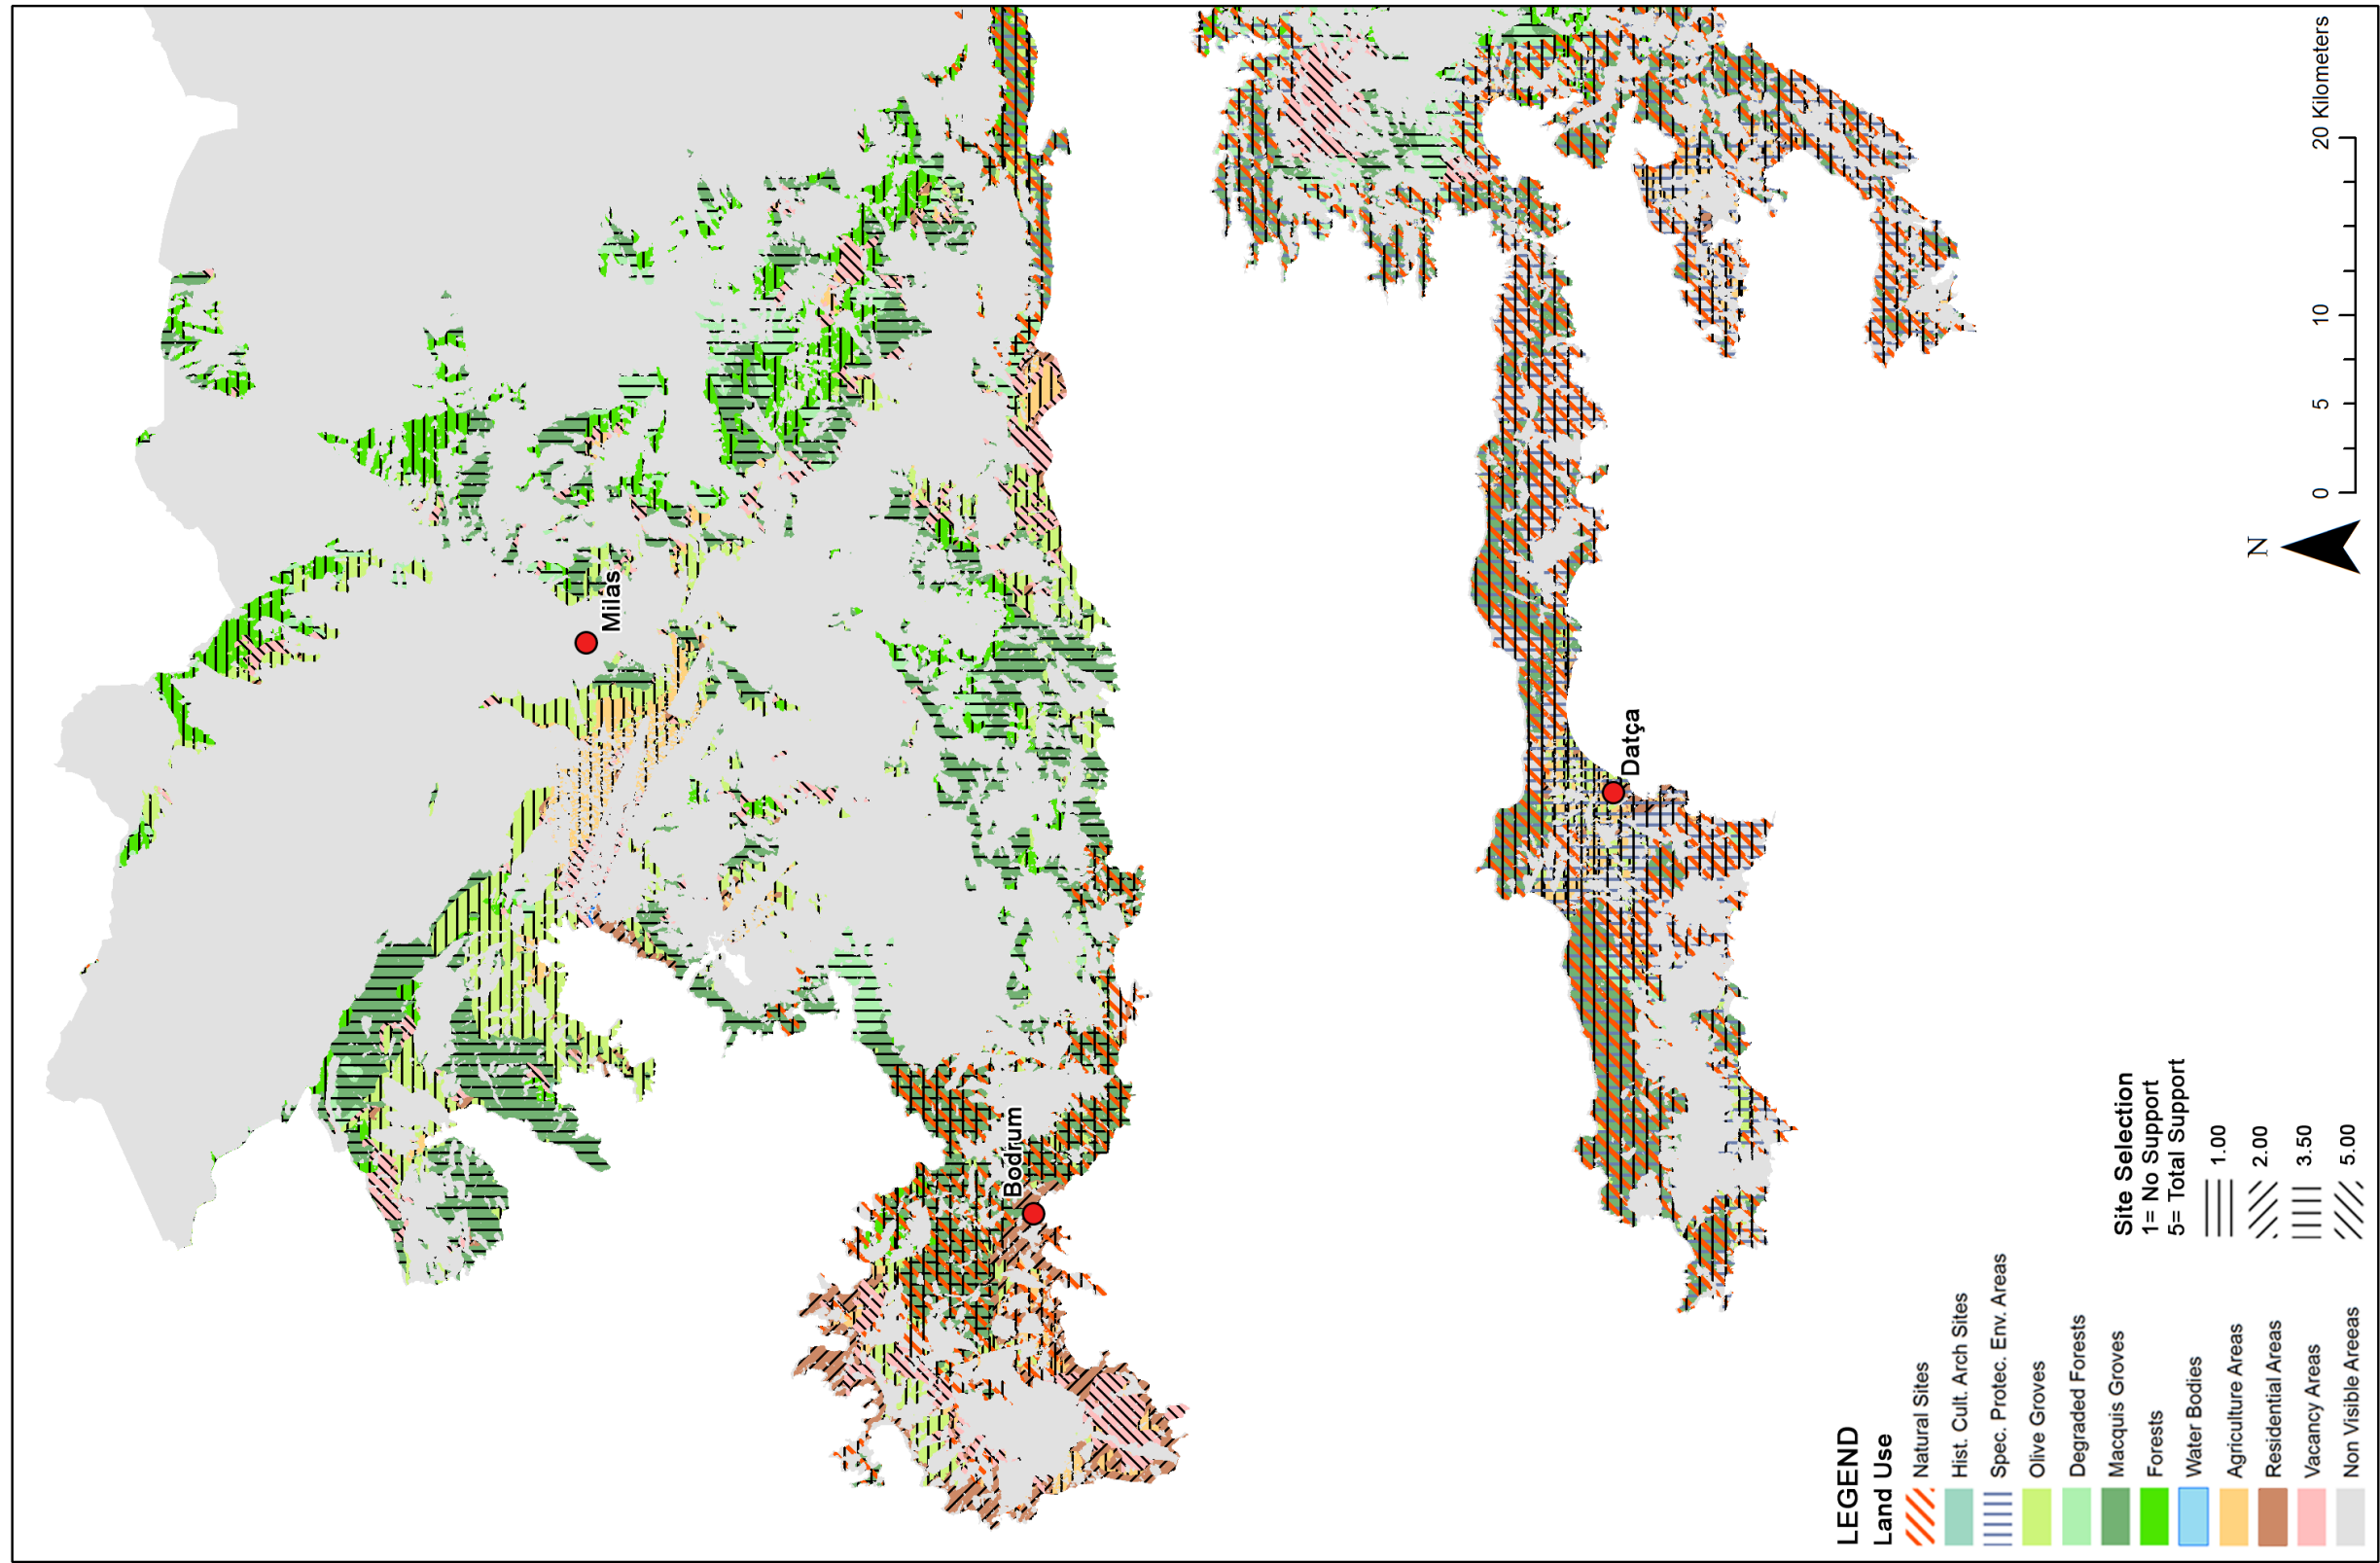 Milas
Bodrum
Datça
LEGEND
Land Use
Natural Sites
Hist. Cult. Arch Sites
Spec. Protec. Env. Areas
Olive Groves
Degraded Forests
Macquis Groves
Forests
Water Bodies
Agriculture Areas
Residential Areas
Vacancy Areas
Non Visible Areeas
Site Selection
1= No Support
5= Total Support
1.00
2.00
3.50
5.00
N
0 5 10 20 Kilometers